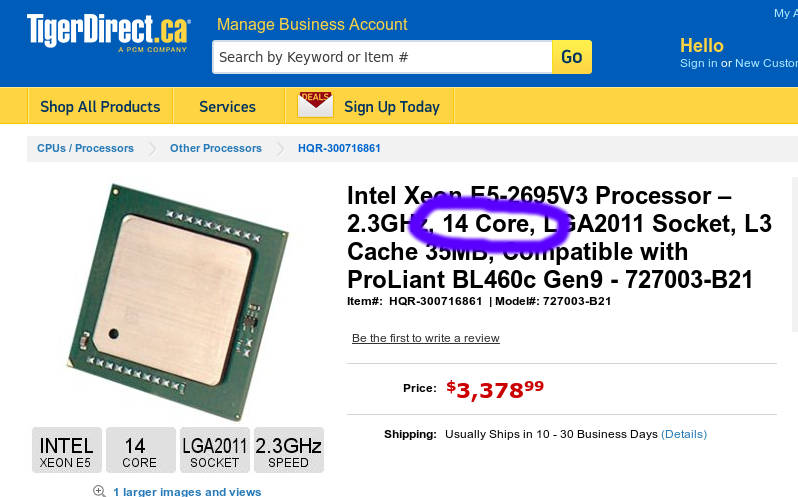 My A
TigerDirect.ca
A PCM COMPANY
Manage Business Account
Search by Keyword or Item #
Go
Hello
Sign in or New Custor
Shop All Products
Services
DEALS
Sign Up Today
CPUs / Processors
Other Processors
HQR-300716861
Intel Xeon E5-2695V3 Processor –
2.3GHz, 14 Core, LGA2011 Socket, L3
Cache 35MB, Compatible with
ProLiant BL460c Gen9 - 727003-B21
Item#: HQR-300716861 | Model#: 727003-B21
Be the first to write a review
Price: $3,37899
Shipping: Usually Ships in 10 - 30 Business Days (Details)
INTEL
XEON E5
14
CORE
LGA2011
SOCKET
2.3GHz
SPEED
1 larger images and views